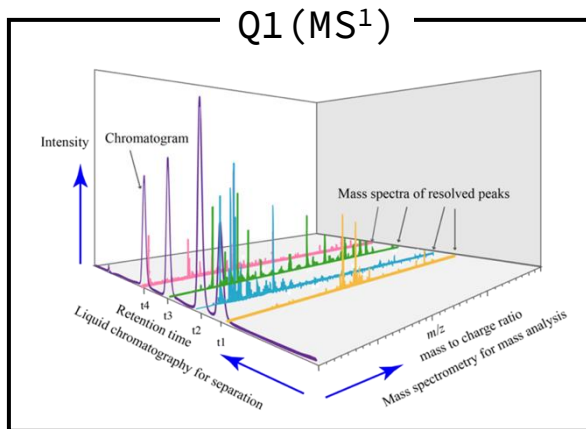 Q1(MS¹)
Intensity
Chromatogram
Mass spectra of resolved peaks
t4
t3
t2
t1
Retention time
Liquid chromatography for separation
m/z
mass to charge ratio
Mass spectrometry for mass analysis